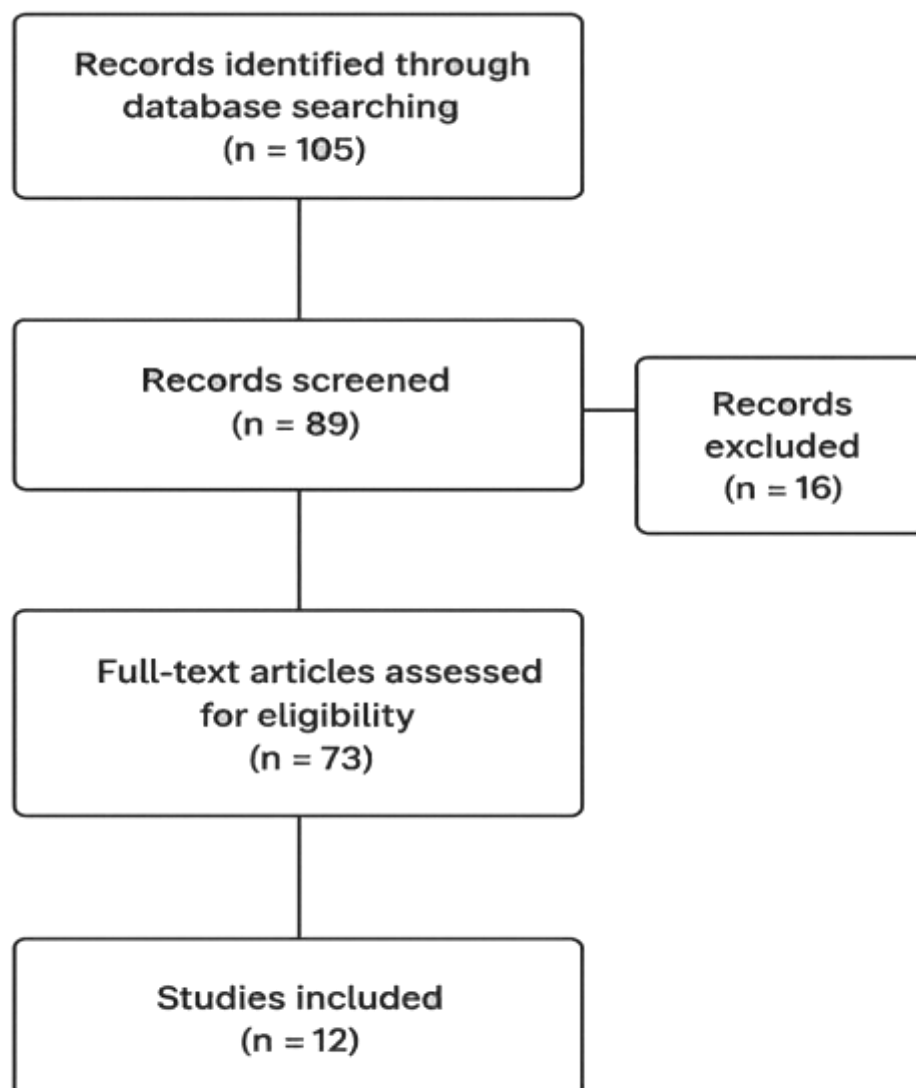 Records identified through
database searching
(n = 105)
Records screened
(n = 89)
Records
excluded
(n = 16)
Full-text articles assessed
for eligibility
(n = 73)
Studies included
(n = 12)